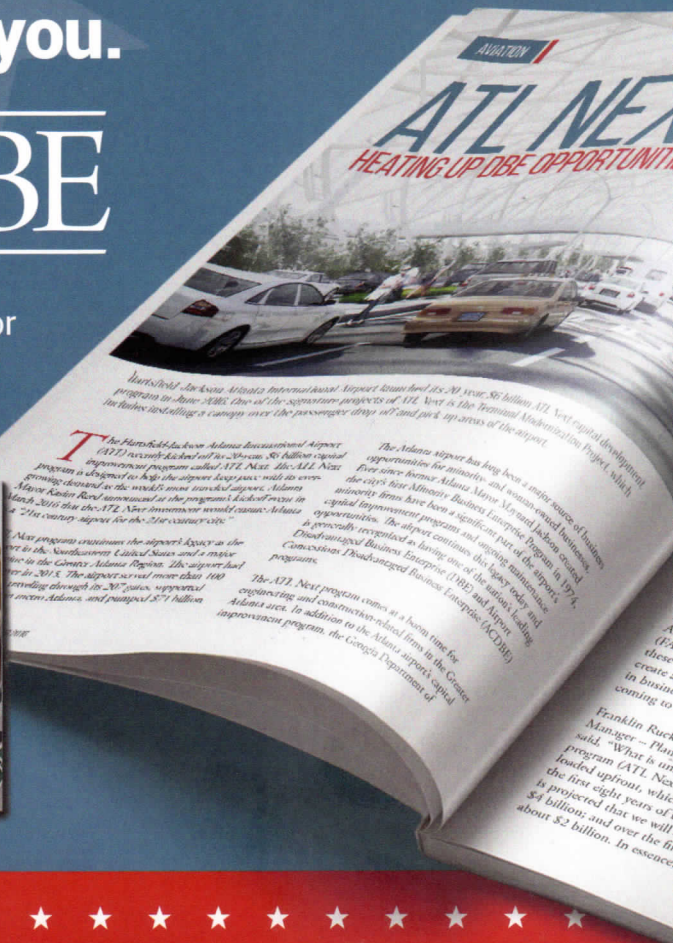 you.
BE
or
AVIATION
ATL NEX
HEATING UP DBE OPPORTUNITI
Hartsfield-Jackson Atlanta International Airport launched its 20-year, $6 billion ATL Next capital development
program in June 2016. One of the signature projects of ATL Next is the Terminal Modernization Project, which
includes installing a canopy over the passenger drop off and pick up areas of the airport.
The Hartsfield-Jackson Atlanta International Airport
(ATL) recently kicked off its 20-year, $6 billion capital
improvement program called ATL Next. The ATL Next
program is designed to help the airport keep pace with its ever-
growing demand as the world's most traveled airport. Atlanta
Mayor Kasim Reed announced at the program's kickoff event in
March 2016 that the ATL Next investment would ensure Atlanta
a "21st century airport for the 21st century city."
Next program continues the airport's legacy as the
ort in the Southeastern United States and a major
in the Greater Atlanta Region. The airport had
in 2015. The airport served more than 100
travelling through its 207 gates, supported
metro Atlanta, and pumped $71 billion
The Atlanta airport has long been a major source of business
opportunities for minority- and women-owned businesses.
Ever since former Atlanta Mayor Maynard Jackson created
the city's first Minority Business Enterprise Program in 1974,
minority firms have been a significant part of the airport's
capital improvement programs and ongoing maintenance
opportunities. The airport continues this legacy today and
is generally recognized as having one of the nation's leading
Disadvantaged Business Enterprise (DBE) and Airport
Concessions Disadvantaged Business Enterprise (ACDBE)
programs.
The ATL Next program comes at a boom time for
engineering and construction-related firms in the Greater
Atlanta area. In addition to the Atlanta airport's capital
improvement program, the Georgia Department of
A
(FA
these
create a
in busin
coming to
Franklin Ruck
Manager – Plan
said, "What is un
program (ATL Nex
loaded upfront, whic
the first eight years of
is projected that we will
$4 billion; and over the fi
about $2 billion. In essence,